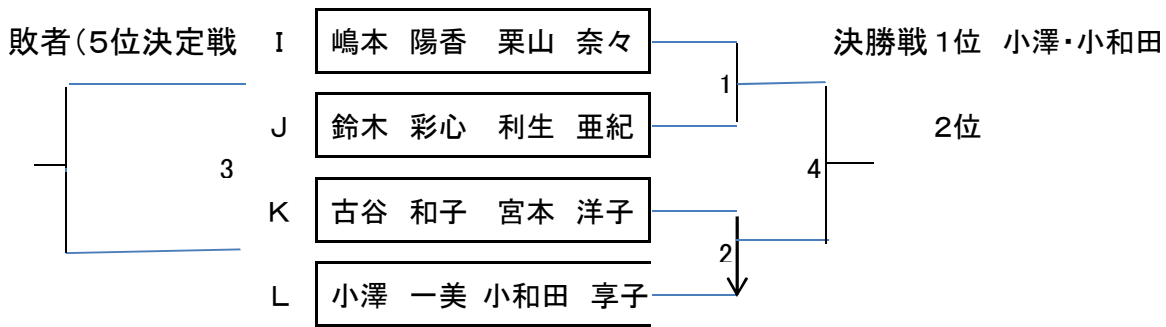 敗者（5位決定戦 I 嶋本 陽香 栗山 奈々 決勝戦 1位 小澤・小和田
1
J 鈴木 彩心 利生 亜紀 2位
3 4
K 古谷 和子 宮本 洋子
2
L 小澤 一美 小和田 享子